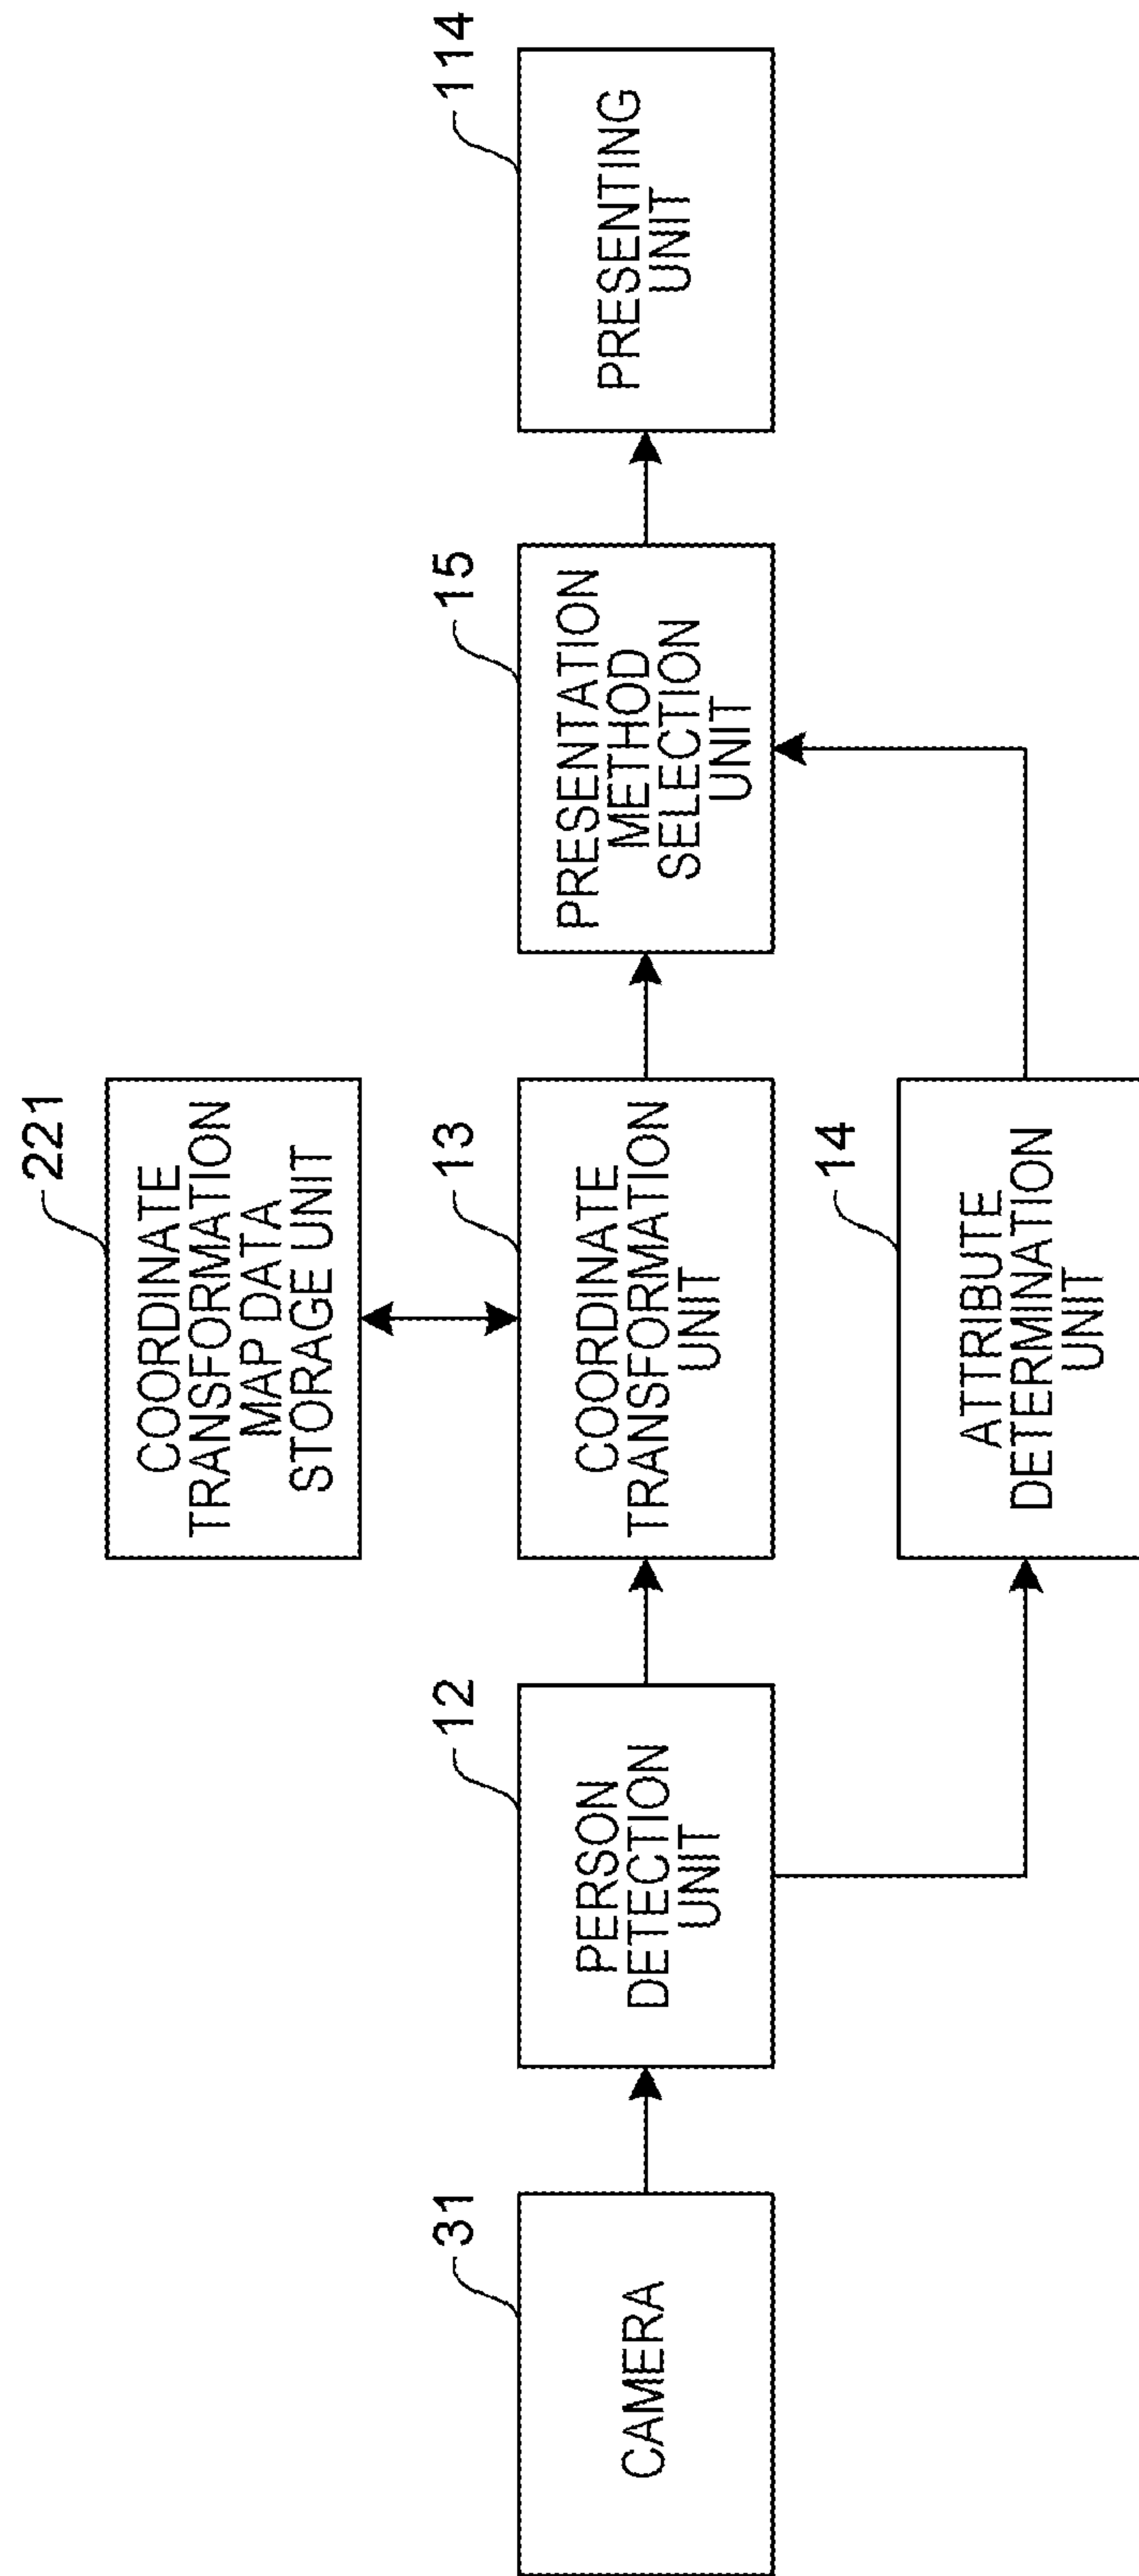 221
COORDINATE
TRANSFORMATION
MAP DATA
STORAGE UNIT
31
CAMERA
12
PERSON
DETECTION
UNIT
13
COORDINATE
TRANSFORMATION
UNIT
15
PRESENTATION
METHOD
SELECTION
UNIT
114
PRESENTING
UNIT
14
ATTRIBUTE
DETERMINATION
UNIT